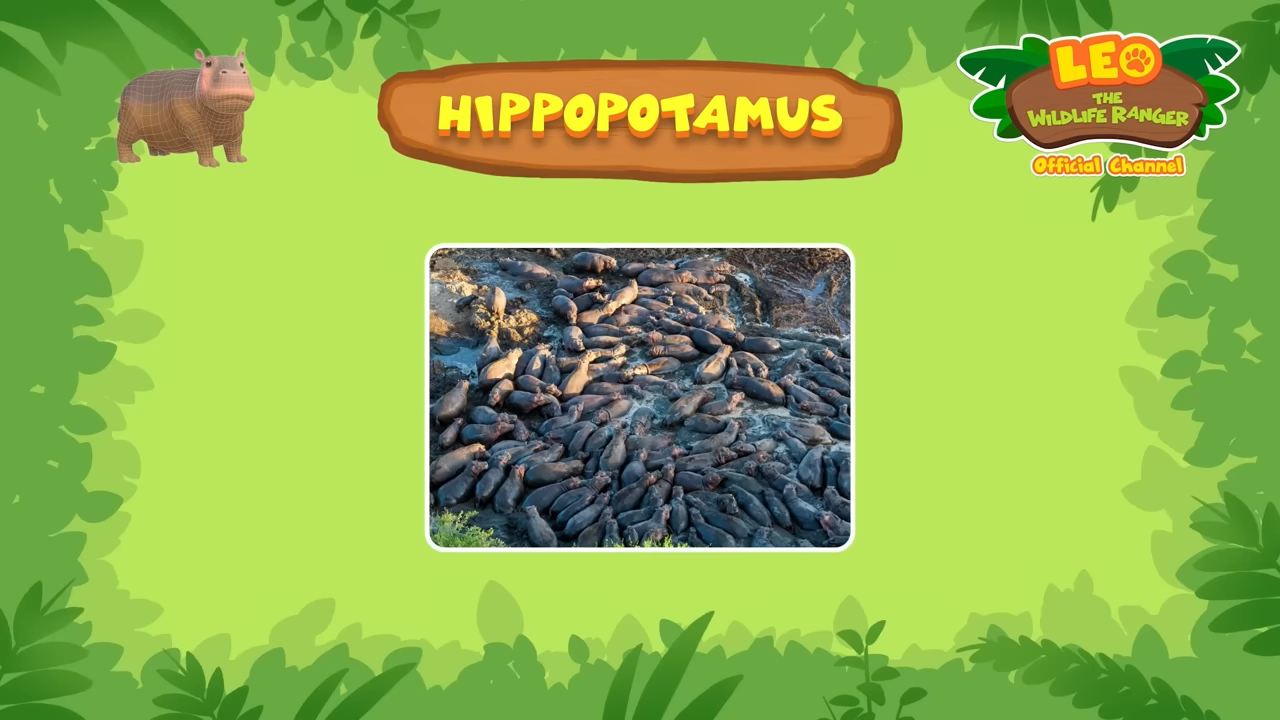 HIPPOPOTAMUS
LEO
THE
WILDLIFE RANGER
Official Channel